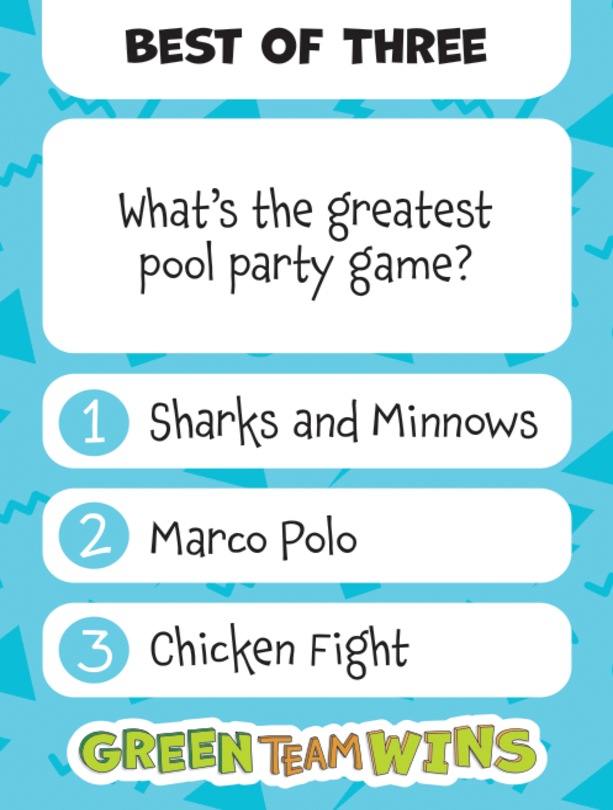 BEST OF THREE
What's the greatest
pool party game?
1 Sharks and Minnows
2 Marco Polo
3 Chicken Fight
GREEN TEAM WINS